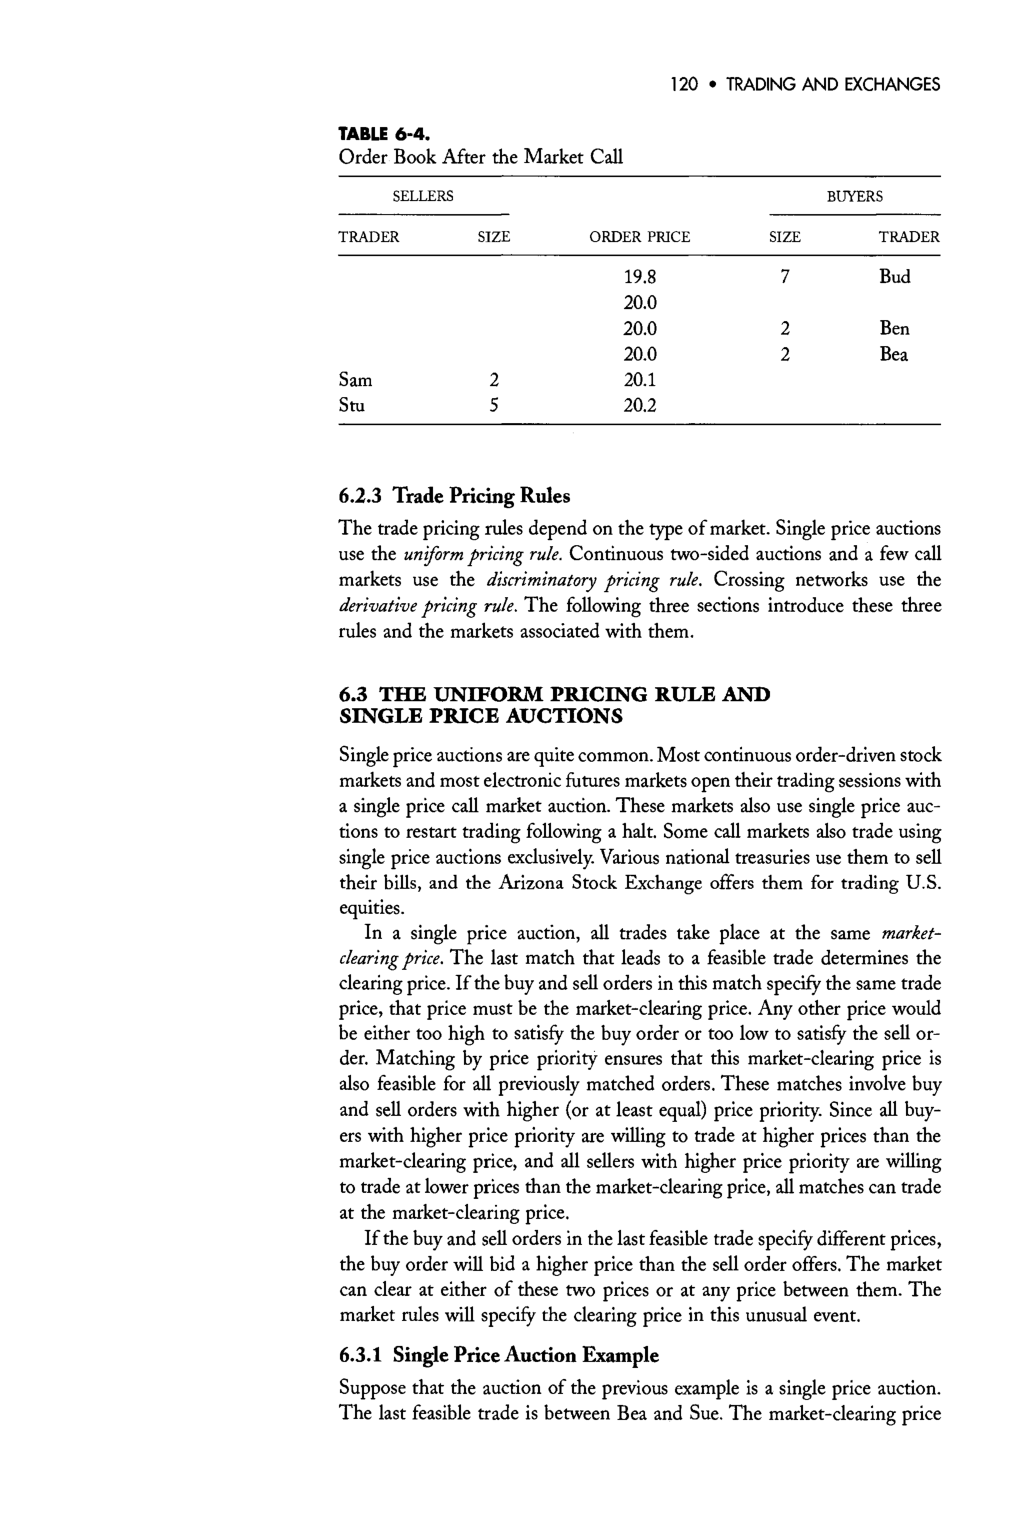 120 • TRADING AND EXCHANGES
TABLE 6-4.
Order Book After the Market Call
SELLERS BUYERS
TRADER SIZE ORDER PRICE SIZE TRADER
19.8 7 Bud
20.0
20.0 2 Ben
20.0 2 Bea
Sam 2 20.1
Stu 5 20.2
6.2.3 Trade Pricing Rules
The trade pricing rules depend on the type of market. Single price auctions
use the uniform pricing rule. Continuous two-sided auctions and a few call
markets use the discriminatory pricing rule. Crossing networks use the
derivative pricing rule. The following three sections introduce these three
rules and the markets associated with them.
6.3 THE UNIFORM PRICING RULE AND
SINGLE PRICE AUCTIONS
Single price auctions are quite common. Most continuous order-driven stock
markets and most electronic futures markets open their trading sessions with
a single price call market auction. These markets also use single price auc-
tions to restart trading following a halt. Some call markets also trade using
single price auctions exclusively. Various national treasuries use them to sell
their bills, and the Arizona Stock Exchange offers them for trading U.S.
equities.
In a single price auction, all trades take place at the same market-
clearing price. The last match that leads to a feasible trade determines the
clearing price. If the buy and sell orders in this match specify the same trade
price, that price must be the market-clearing price. Any other price would
be either too high to satisfy the buy order or too low to satisfy the sell or-
der. Matching by price priority ensures that this market-clearing price is
also feasible for all previously matched orders. These matches involve buy
and sell orders with higher (or at least equal) price priority. Since all buy-
ers with higher price priority are willing to trade at higher prices than the
market-clearing price, and all sellers with higher price priority are willing
to trade at lower prices than the market-clearing price, all matches can trade
at the market-clearing price.
If the buy and sell orders in the last feasible trade specify different prices,
the buy order will bid a higher price than the sell order offers. The market
can clear at either of these two prices or at any price between them. The
market rules will specify the clearing price in this unusual event.
6.3.1 Single Price Auction Example
Suppose that the auction of the previous example is a single price auction.
The last feasible trade is between Bea and Sue. The market-clearing price